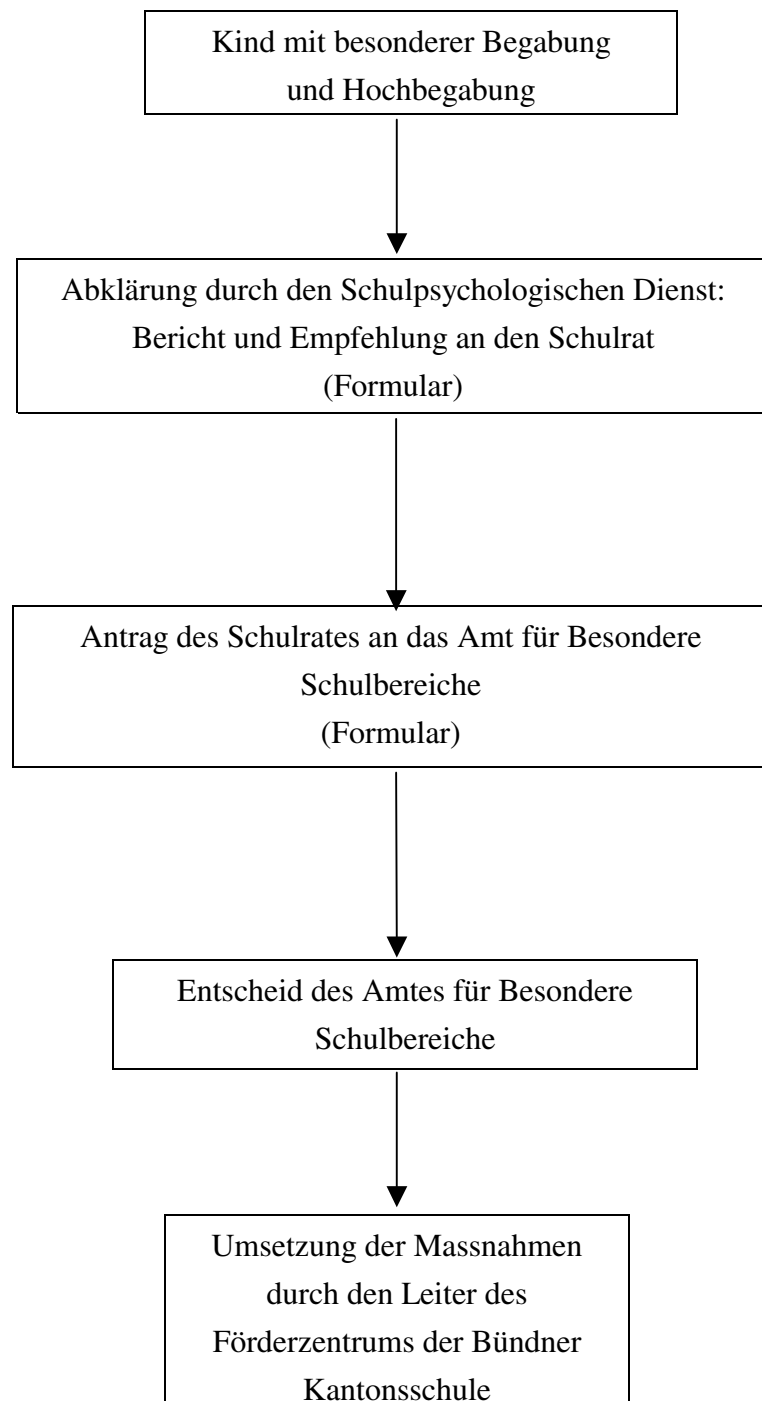 Kind mit besonderer Begabung
und Hochbegabung
Abklärung durch den Schulpsychologischen Dienst:
Bericht und Empfehlung an den Schulrat
(Formular)
Antrag des Schulrates an das Amt für Besondere
Schulbereiche
(Formular)
Entscheid des Amtes für Besondere
Schulbereiche
Umsetzung der Massnahmen
durch den Leiter des
Förderzentrums der Bündner
Kantonsschule